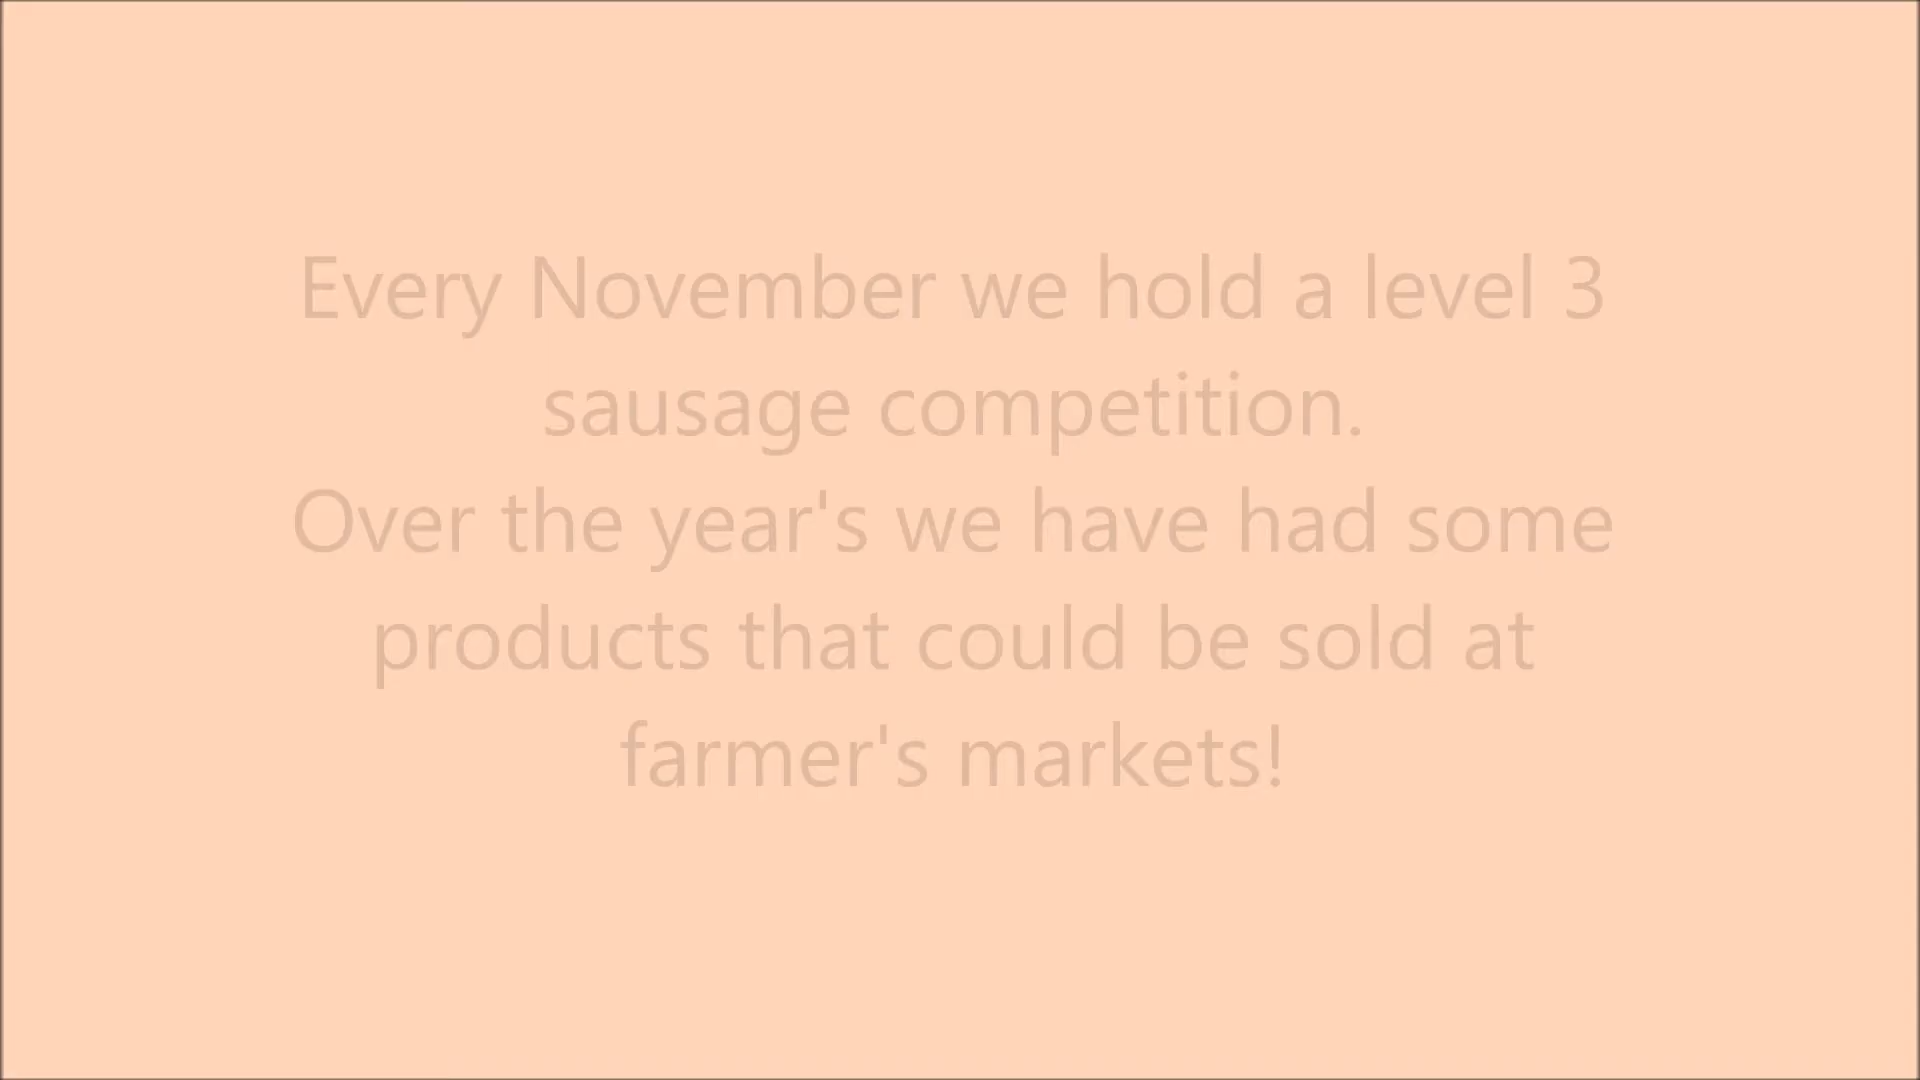 Every November we hold a level 3
sausage competition.
Over the year's we have had some
products that could be sold at
farmer's markets!